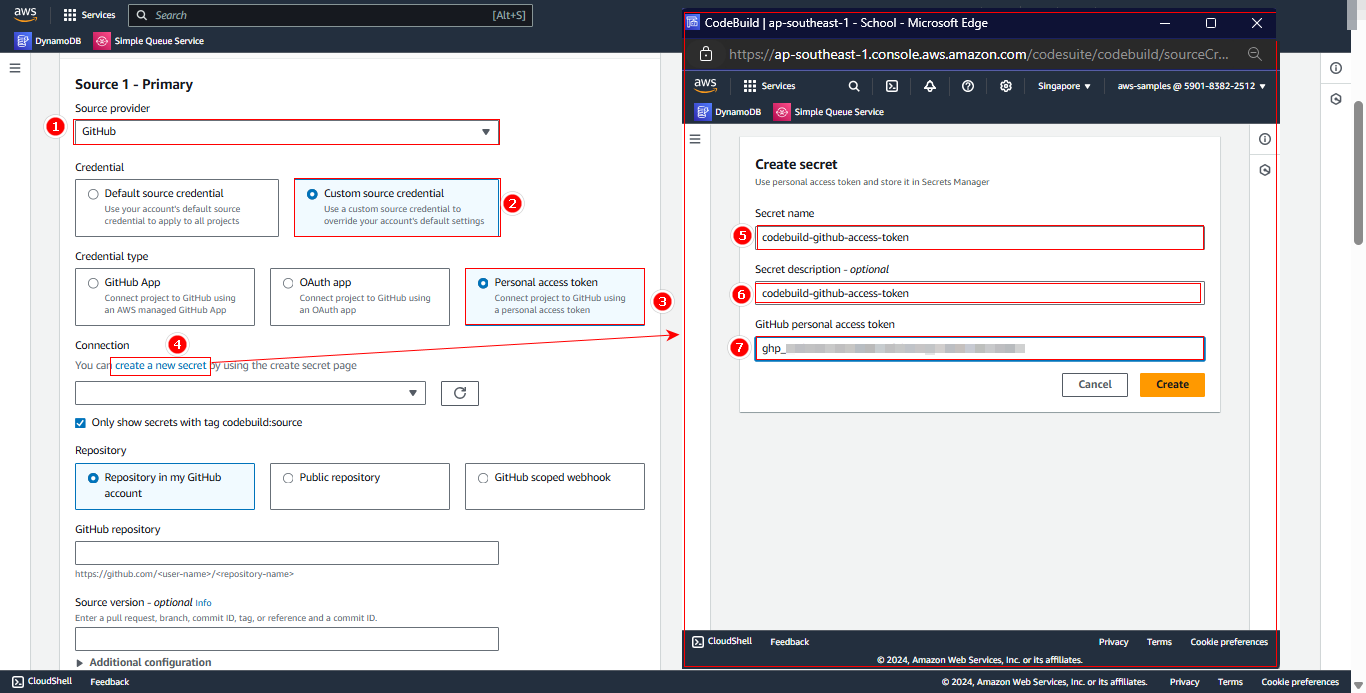 aws
Services
Search
[Alt+S]
DynamoDB
Simple Queue Service
Source 1 - Primary
Source provider
1
GitHub
Credential
Default source credential
Use your account's default source
credential to apply to all projects
Custom source credential
Use a custom source credential to
override your account's default settings
2
Credential type
GitHub App
Connect project to GitHub using
an AWS managed GitHub App
OAuth app
Connect project to GitHub using
an OAuth app
Personal access token
Connect project to GitHub using
a personal access token
3
Connection
4
You can create a new secret by using the create secret page
Only show secrets with tag codebuild:source
Repository
Repository in my GitHub
account
Public repository
GitHub scoped webhook
GitHub repository
https://github.com/<user-name>/<repository-name>
Source version - optional Info
Enter a pull request, branch, commit ID, tag, or reference and a commit ID.
Additional configuration
CodeBuild | ap-southeast-1 - School - Microsoft Edge
https://ap-southeast-1.console.aws.amazon.com/codesuite/codebuild/sourceCr...
aws
Services
Singapore
aws-samples @ 5901-8382-2512
DynamoDB
Simple Queue Service
Create secret
Use personal access token and store it in Secrets Manager
Secret name
5
codebuild-github-access-token
Secret description - optional
6
codebuild-github-access-token
GitHub personal access token
7
ghp_
Cancel
Create
CloudShell
Feedback
Privacy
Terms
Cookie preferences
© 2024, Amazon Web Services, Inc. or its affiliates.
CloudShell
Feedback
© 2024, Amazon Web Services, Inc. or its affiliates.
Privacy
Terms
Cookie preferences